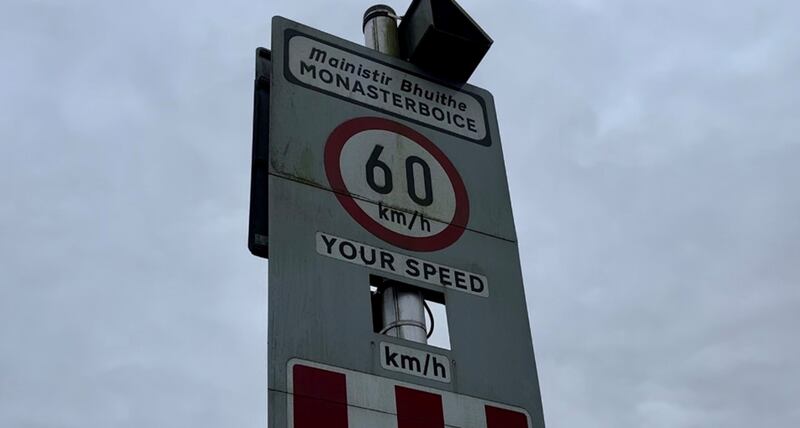 Mainistir Bhuithe
MONASTERBOICE
60
km/h
YOUR SPEED
km/h